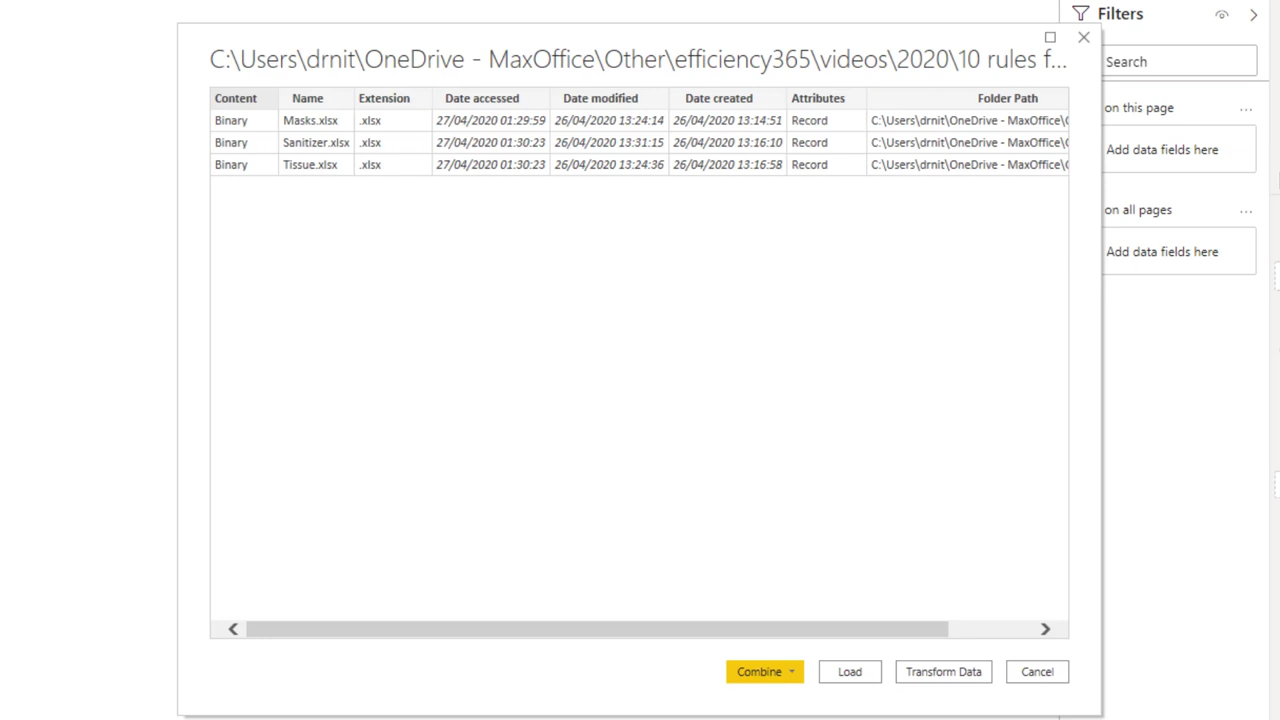 Filters
C:\Users\drnit\OneDrive - MaxOffice\Other\efficiency365\videos\2020\10 rules f...
Search
Content Name Extension Date accessed Date modified Date created Attributes Folder Path
Binary Masks.xlsx .xlsx 27/04/2020 01:29:59 26/04/2020 13:24:14 26/04/2020 13:14:51 Record C:\Users\drnit\OneDrive - MaxOffice\
Binary Sanitizer.xlsx .xlsx 27/04/2020 01:30:23 26/04/2020 13:31:15 26/04/2020 13:16:10 Record C:\Users\drnit\OneDrive - MaxOffice\
Binary Tissue.xlsx .xlsx 27/04/2020 01:30:23 26/04/2020 13:24:36 26/04/2020 13:16:58 Record C:\Users\drnit\OneDrive - MaxOffice\
on this page ...
Add data fields here
on all pages ...
Add data fields here
Combine Load Transform Data Cancel